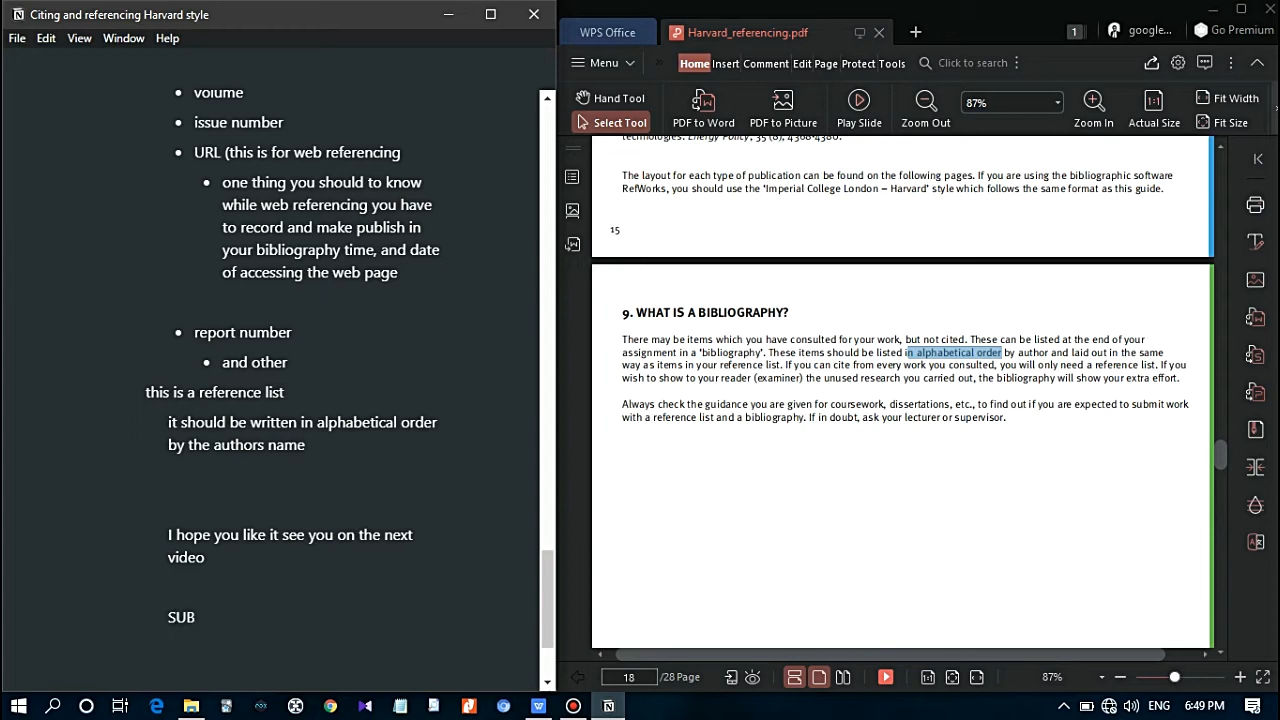 Citing and referencing Harvard style
File Edit View Window Help
volume
issue number
URL (this is for web referencing
one thing you should to know
while web referencing you have
to record and make publish in
your bibliography time, and date
of accessing the web page
report number
and other
this is a reference list
it should be written in alphabetical order
by the authors name
I hope you like it see you on the next
video
SUB
WPS Office
Harvard_referencing.pdf
1
google...
Go Premium
Menu
Home Insert Comment Edit Page Protect Tools
Click to search
Hand Tool
Select Tool
PDF to Word
PDF to Picture
Play Slide
Zoom Out
87%
Zoom In
Actual Size
Fit Width
Fit Size
technologies. Energy Policy, 35 (8), 4368-4380.
The layout for each type of publication can be found on the following pages. If you are using the bibliographic software
RefWorks, you should use the ‘Imperial College London – Harvard’ style which follows the same format as this guide.
15
9. WHAT IS A BIBLIOGRAPHY?
There may be items which you have consulted for your work, but not cited. These can be listed at the end of your
assignment in a ‘bibliography’. These items should be listed in alphabetical order by author and laid out in the same
way as items in your reference list. If you can cite from every work you consulted, you will only need a reference list. If you
wish to show to your reader (examiner) the unused research you carried out, the bibliography will show your extra effort.
Always check the guidance you are given for coursework, dissertations, etc., to find out if you are expected to submit work
with a reference list and a bibliography. If in doubt, ask your lecturer or supervisor.
18 /28 Page
87%
ENG 6:49 PM